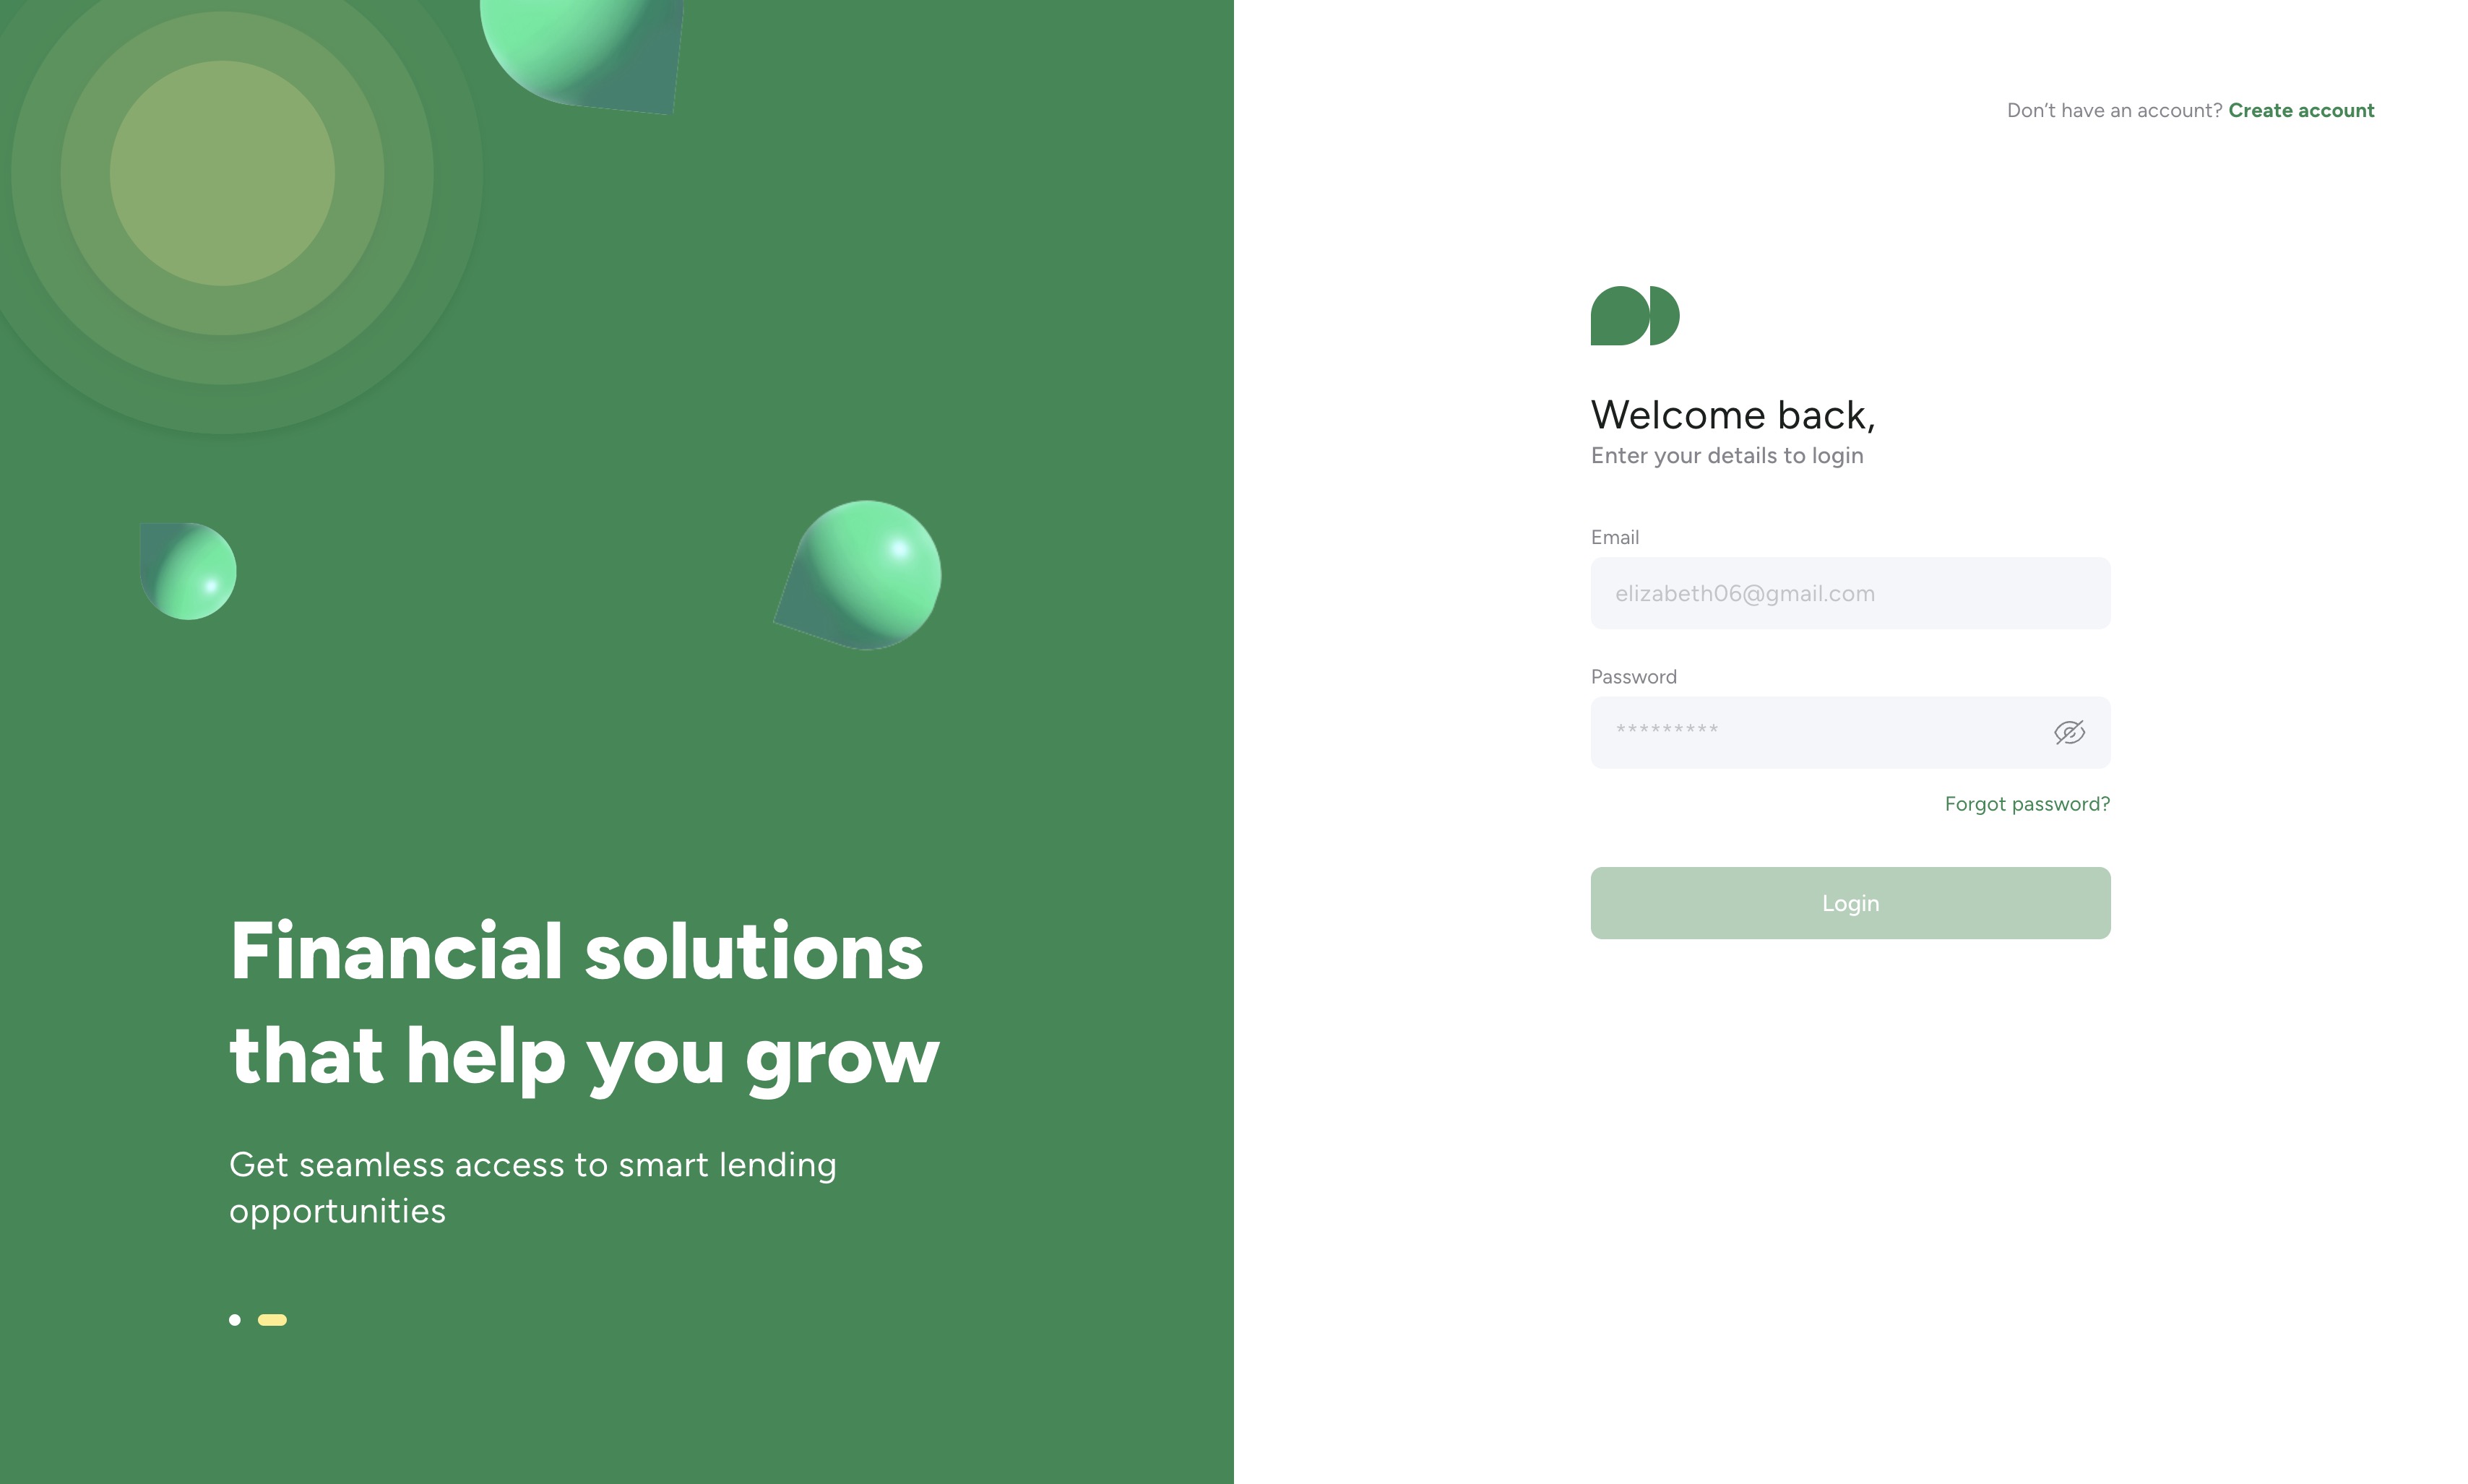 Don’t have an account? Create account
Welcome back,
Enter your details to login
Email
elizabeth06@gmail.com
Password
*********
Forgot password?
Login
Financial solutions
that help you grow
Get seamless access to smart lending
opportunities